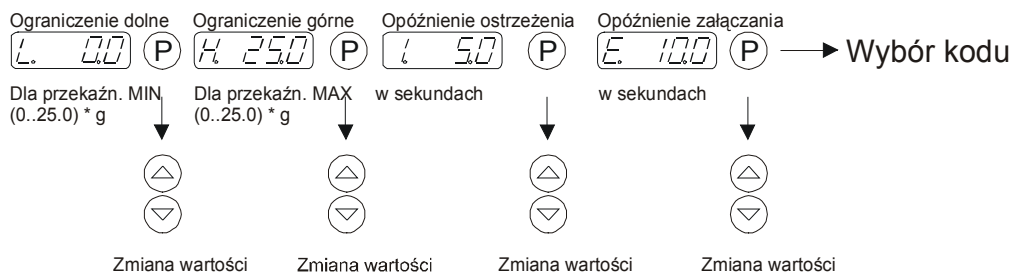 Ograniczenie dolne Ograniczenie górne Opóźnienie ostrzeżenia Opóźnienie załączania
L. 0.0 P H. 25.0 P I. 5.0 P E. 10.0 P Wybór kodu
Dla przekaźn. MIN Dla przekaźn. MAX w sekundach w sekundach
(0..25.0) * g (0..25.0) * g
Zmiana wartości Zmiana wartości Zmiana wartości Zmiana wartości